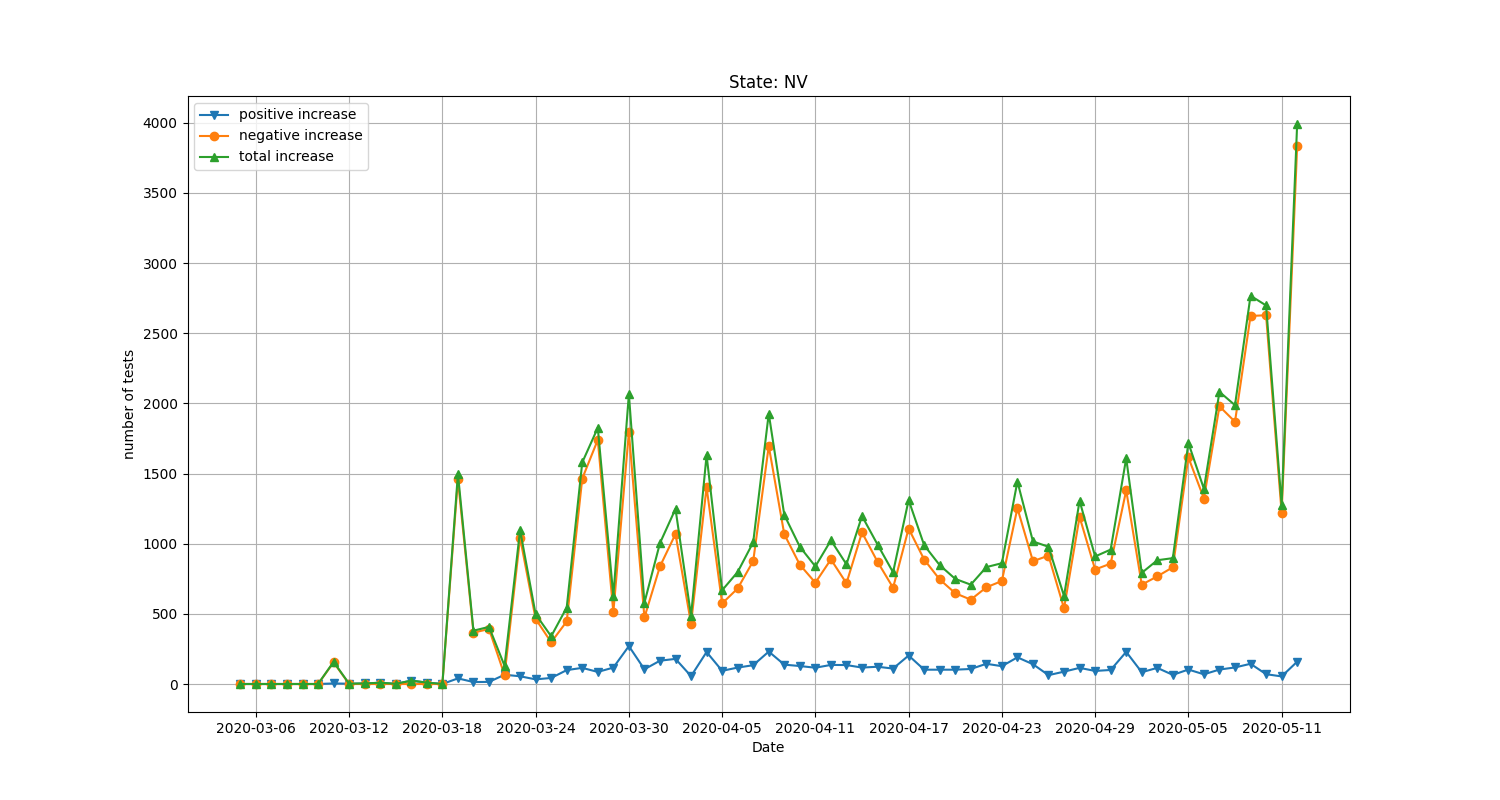 State: NV
positive increase
negative increase
total increase
4000
3500
3000
2500
2000
1500
1000
500
0
number of tests
2020-03-06 2020-03-12 2020-03-18 2020-03-24 2020-03-30 2020-04-05 2020-04-11 2020-04-17 2020-04-23 2020-04-29 2020-05-05 2020-05-11
Date